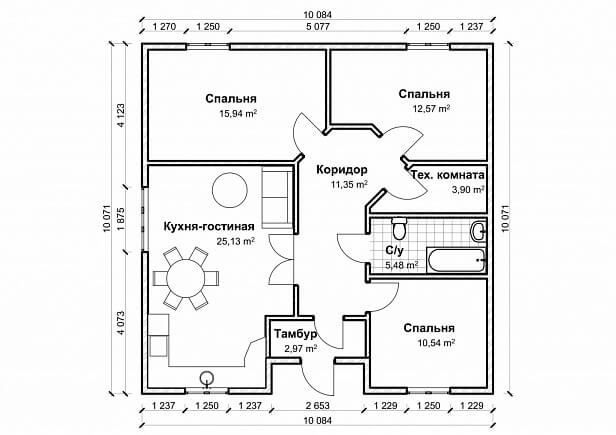 10 084
1 270
1 250
5 077
1 250
1 237
4 123
10 071
1 875
4 073
Спальня
15,94 m²
Спальня
12,57 m²
Коридор
11,35 m²
Тех. комната
3,90 m²
Кухня-гостиная
25,13 m²
С/у
5,48 m²
10 071
Тамбур
2,97 m²
Спальня
10,54 m²
1 237
1 250
1 237
2 653
1 229
1 250
1 229
10 084